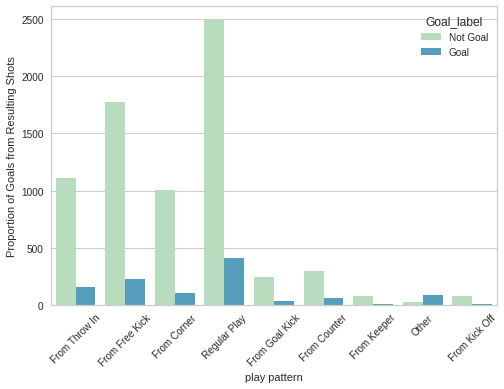 Goal_label
Not Goal
Goal
Proportion of Goals from Resulting Shots
2500
2000
1500
1000
500
0
From Throw In
From Free Kick
From Corner
Regular Play
From Goal Kick
From Counter
From Keeper
Other
From Kick Off
play pattern